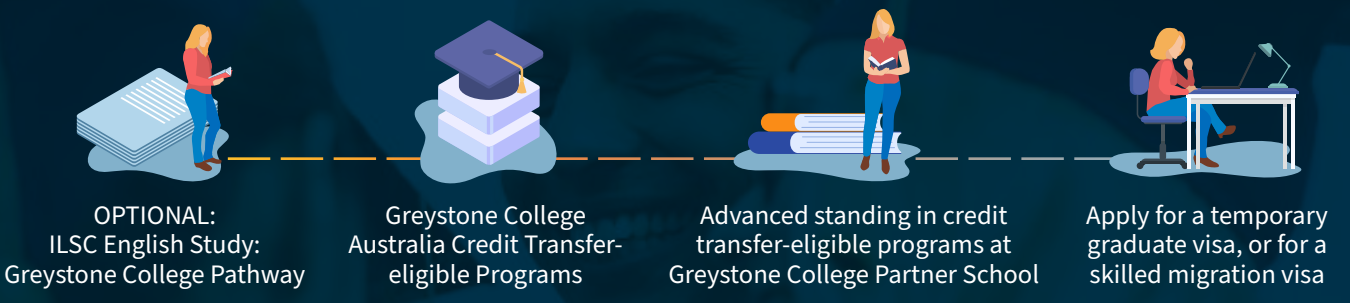 OPTIONAL:
ILSC English Study:
Greystone College Pathway
Greystone College
Australia Credit Transfer-
eligible Programs
Advanced standing in credit
transfer-eligible programs at
Greystone College Partner School
Apply for a temporary
graduate visa, or for a
skilled migration visa